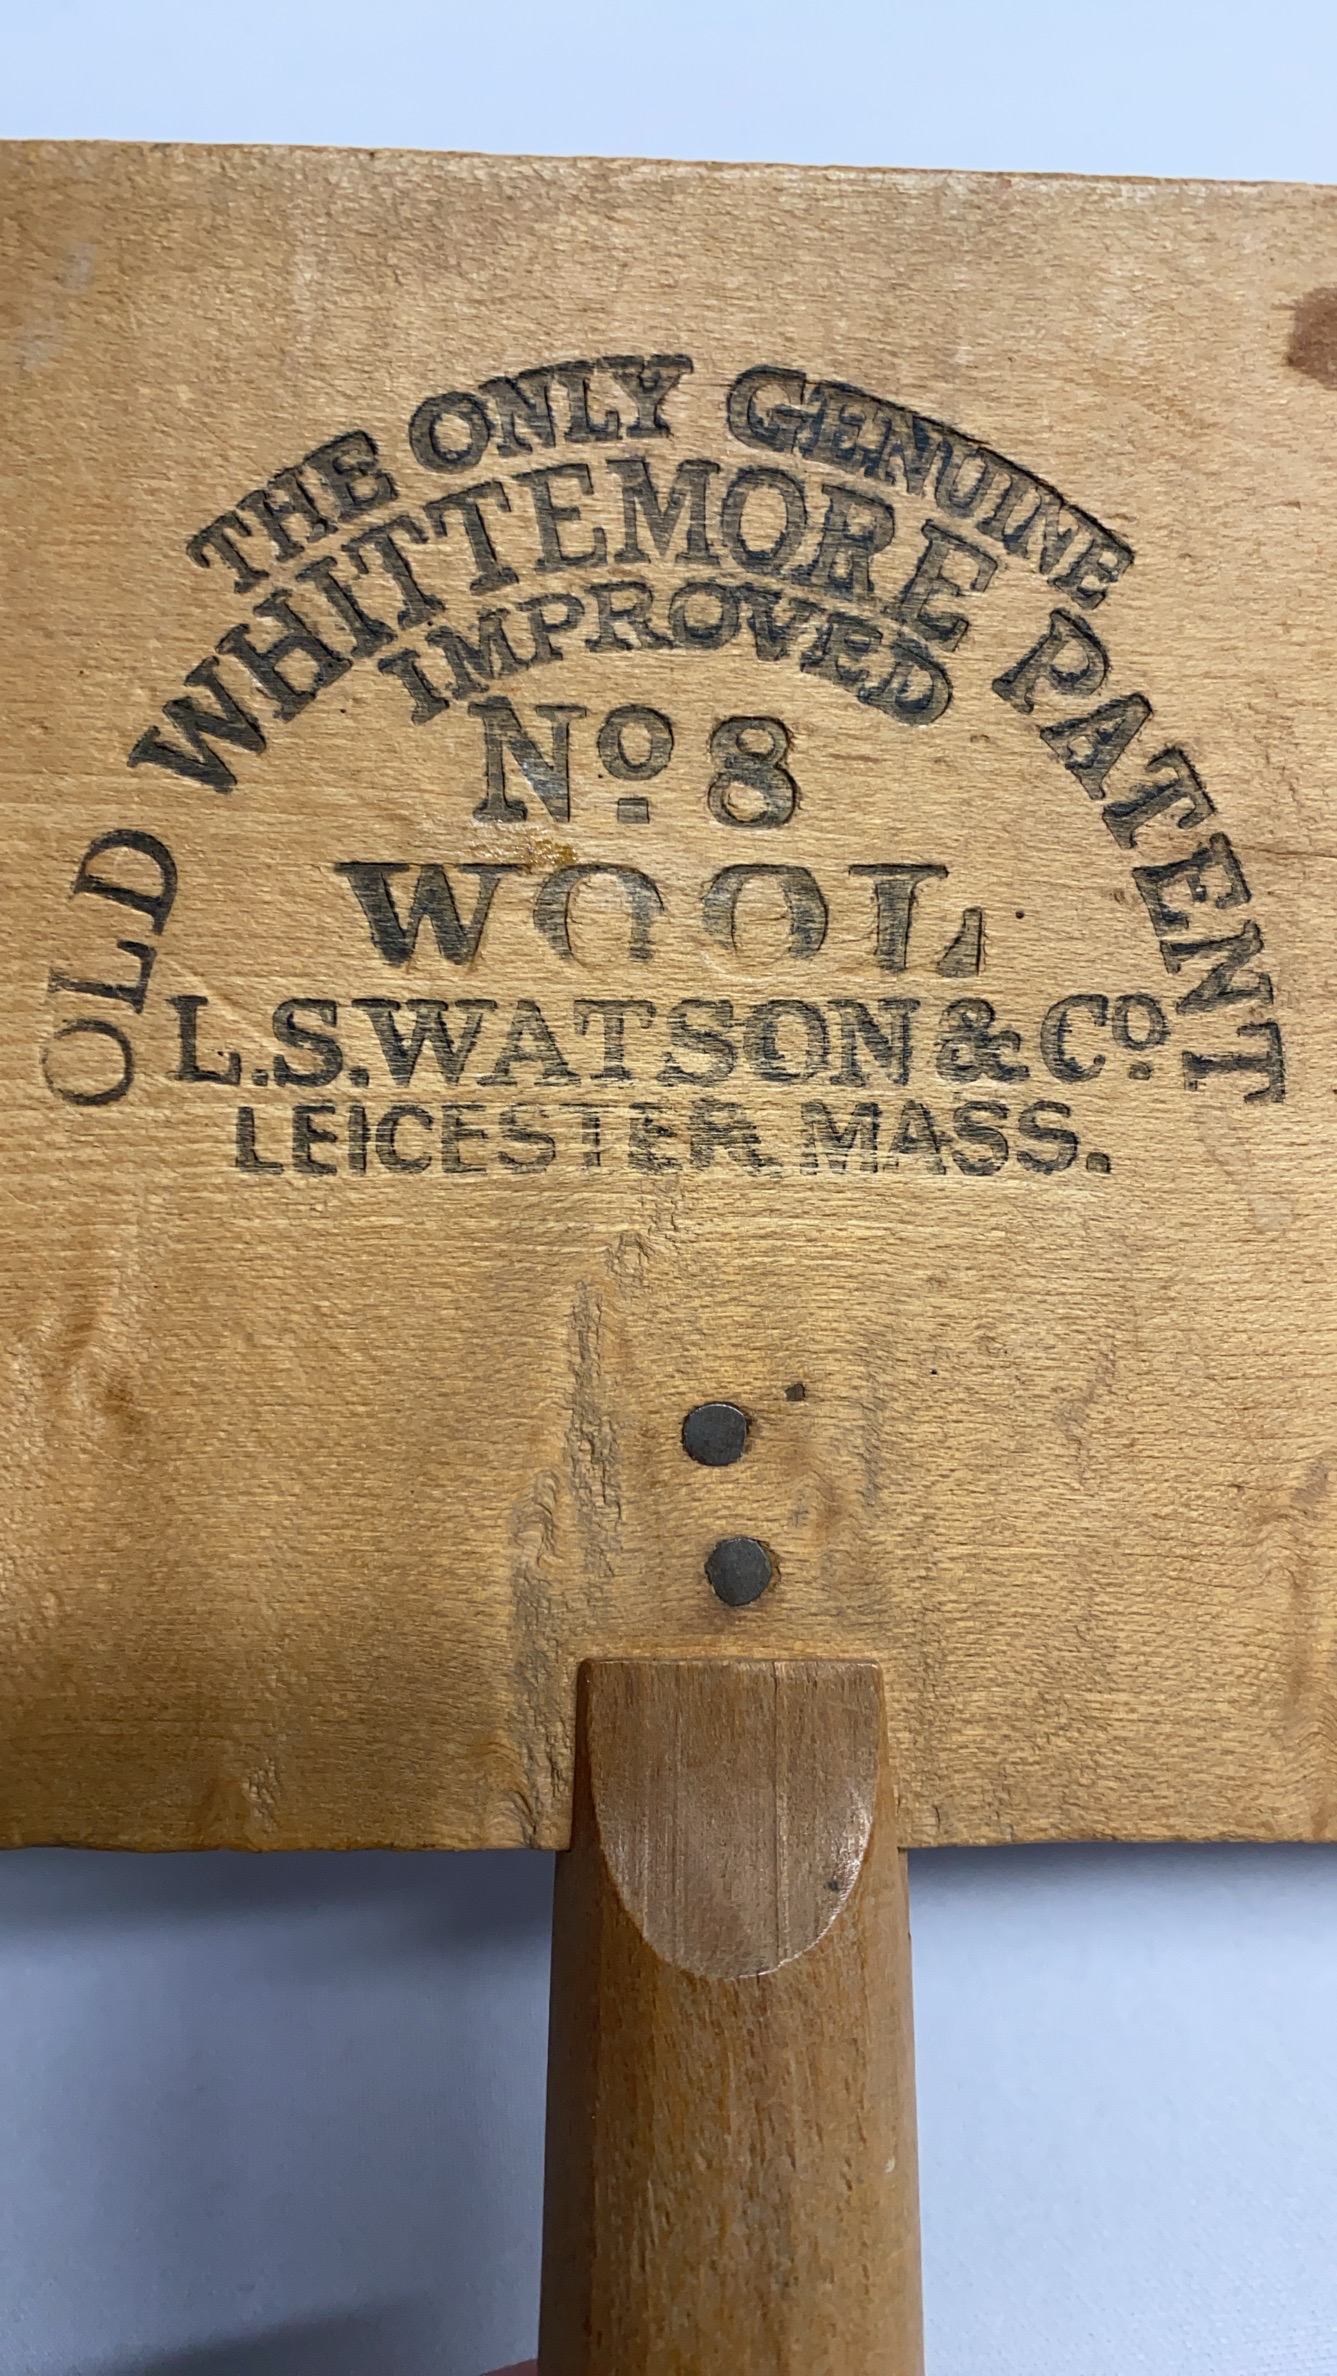 THE ONLY GENUINE
OLD WHITTEMORE PATENT
IMPROVED
No 8
WOOL
L.S.WATSON & Co
LEICESTER MASS.